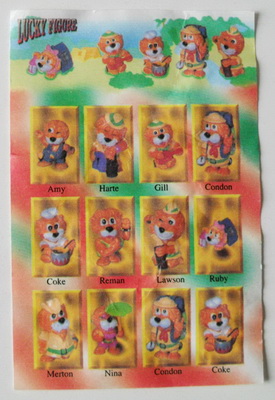 LUCKY FIGURE
Amy Harte Gill Condon
Coke Reman Lawson Ruby
Merton Nina Condon Coke